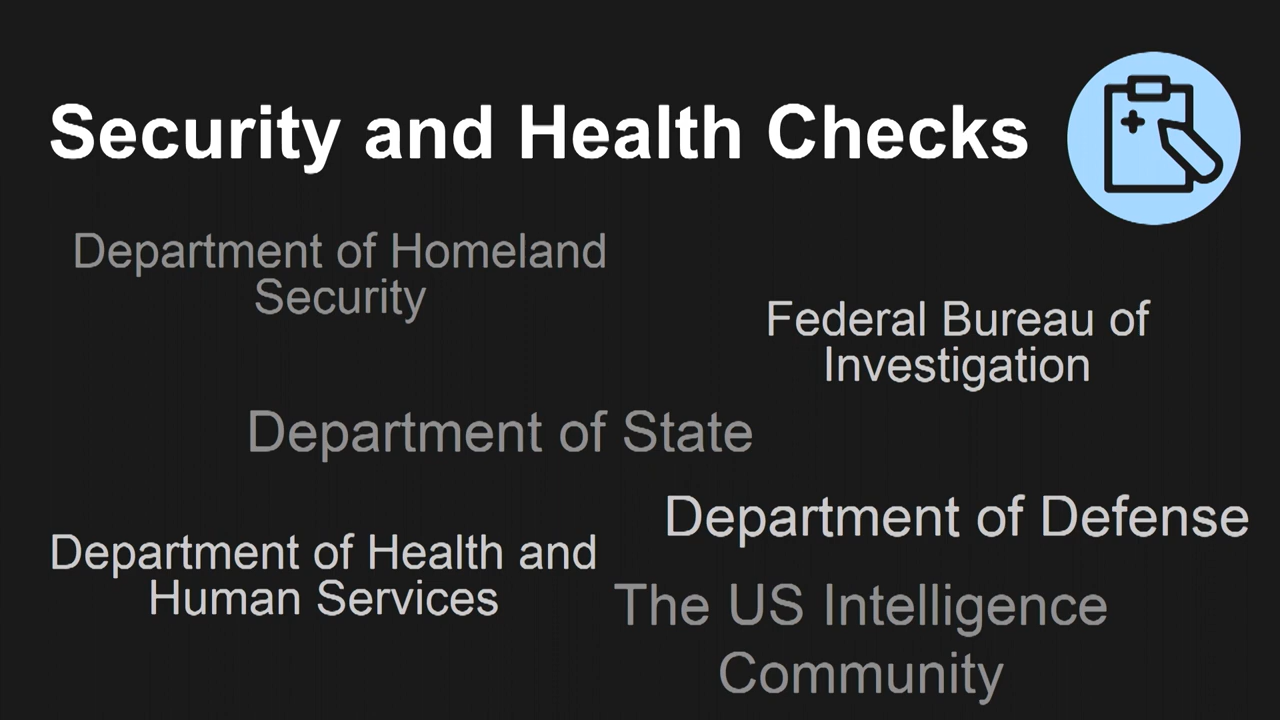 Security and Health Checks
Department of Homeland
Security
Federal Bureau of
Investigation
Department of State
Department of Defense
Department of Health and
Human Services
The US Intelligence
Community